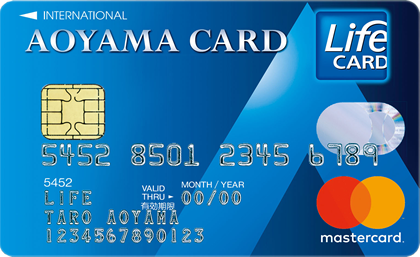 INTERNATIONAL
AOYAMA CARD
Life
CARD
5452 8501 2345 6789
5452
LIFE
VALID THRU 有効期限 MONTH / YEAR 00/00
TARO AOYAMA
1234567890123
mastercard.